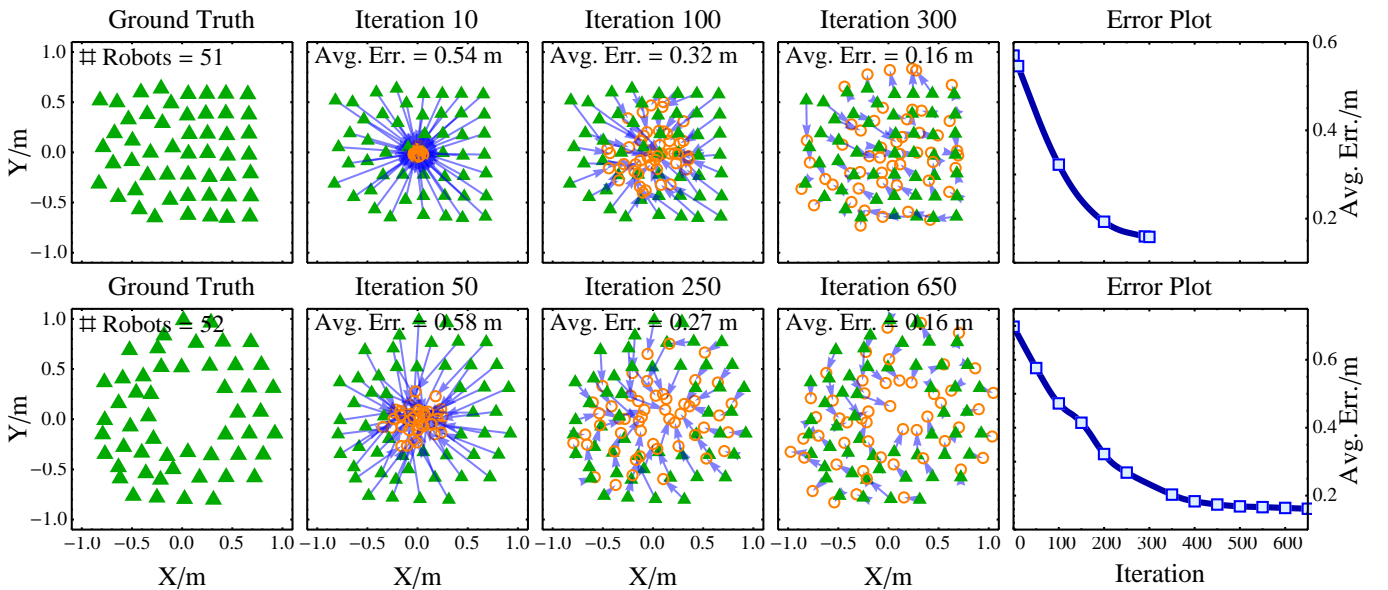 Ground Truth Iteration 10 Iteration 100 Iteration 300 Error Plot
# Robots = 51 Avg. Err. = 0.54 m Avg. Err. = 0.32 m Avg. Err. = 0.16 m
1.0
0.5
0.0
−0.5
−1.0
Y/m
0.6
0.4
0.2
Avg. Err./m
Ground Truth Iteration 50 Iteration 250 Iteration 650 Error Plot
# Robots = 52 Avg. Err. = 0.58 m Avg. Err. = 0.27 m Avg. Err. = 0.16 m
1.0
0.5
0.0
−0.5
−1.0
Y/m
0.6
0.4
0.2
Avg. Err./m
−1.0 −0.5 0.0 0.5 1.0 −1.0 −0.5 0.0 0.5 1.0 −1.0 −0.5 0.0 0.5 1.0 −1.0 −0.5 0.0 0.5 1.0 0 100 200 300 400 500 600
X/m X/m X/m X/m Iteration